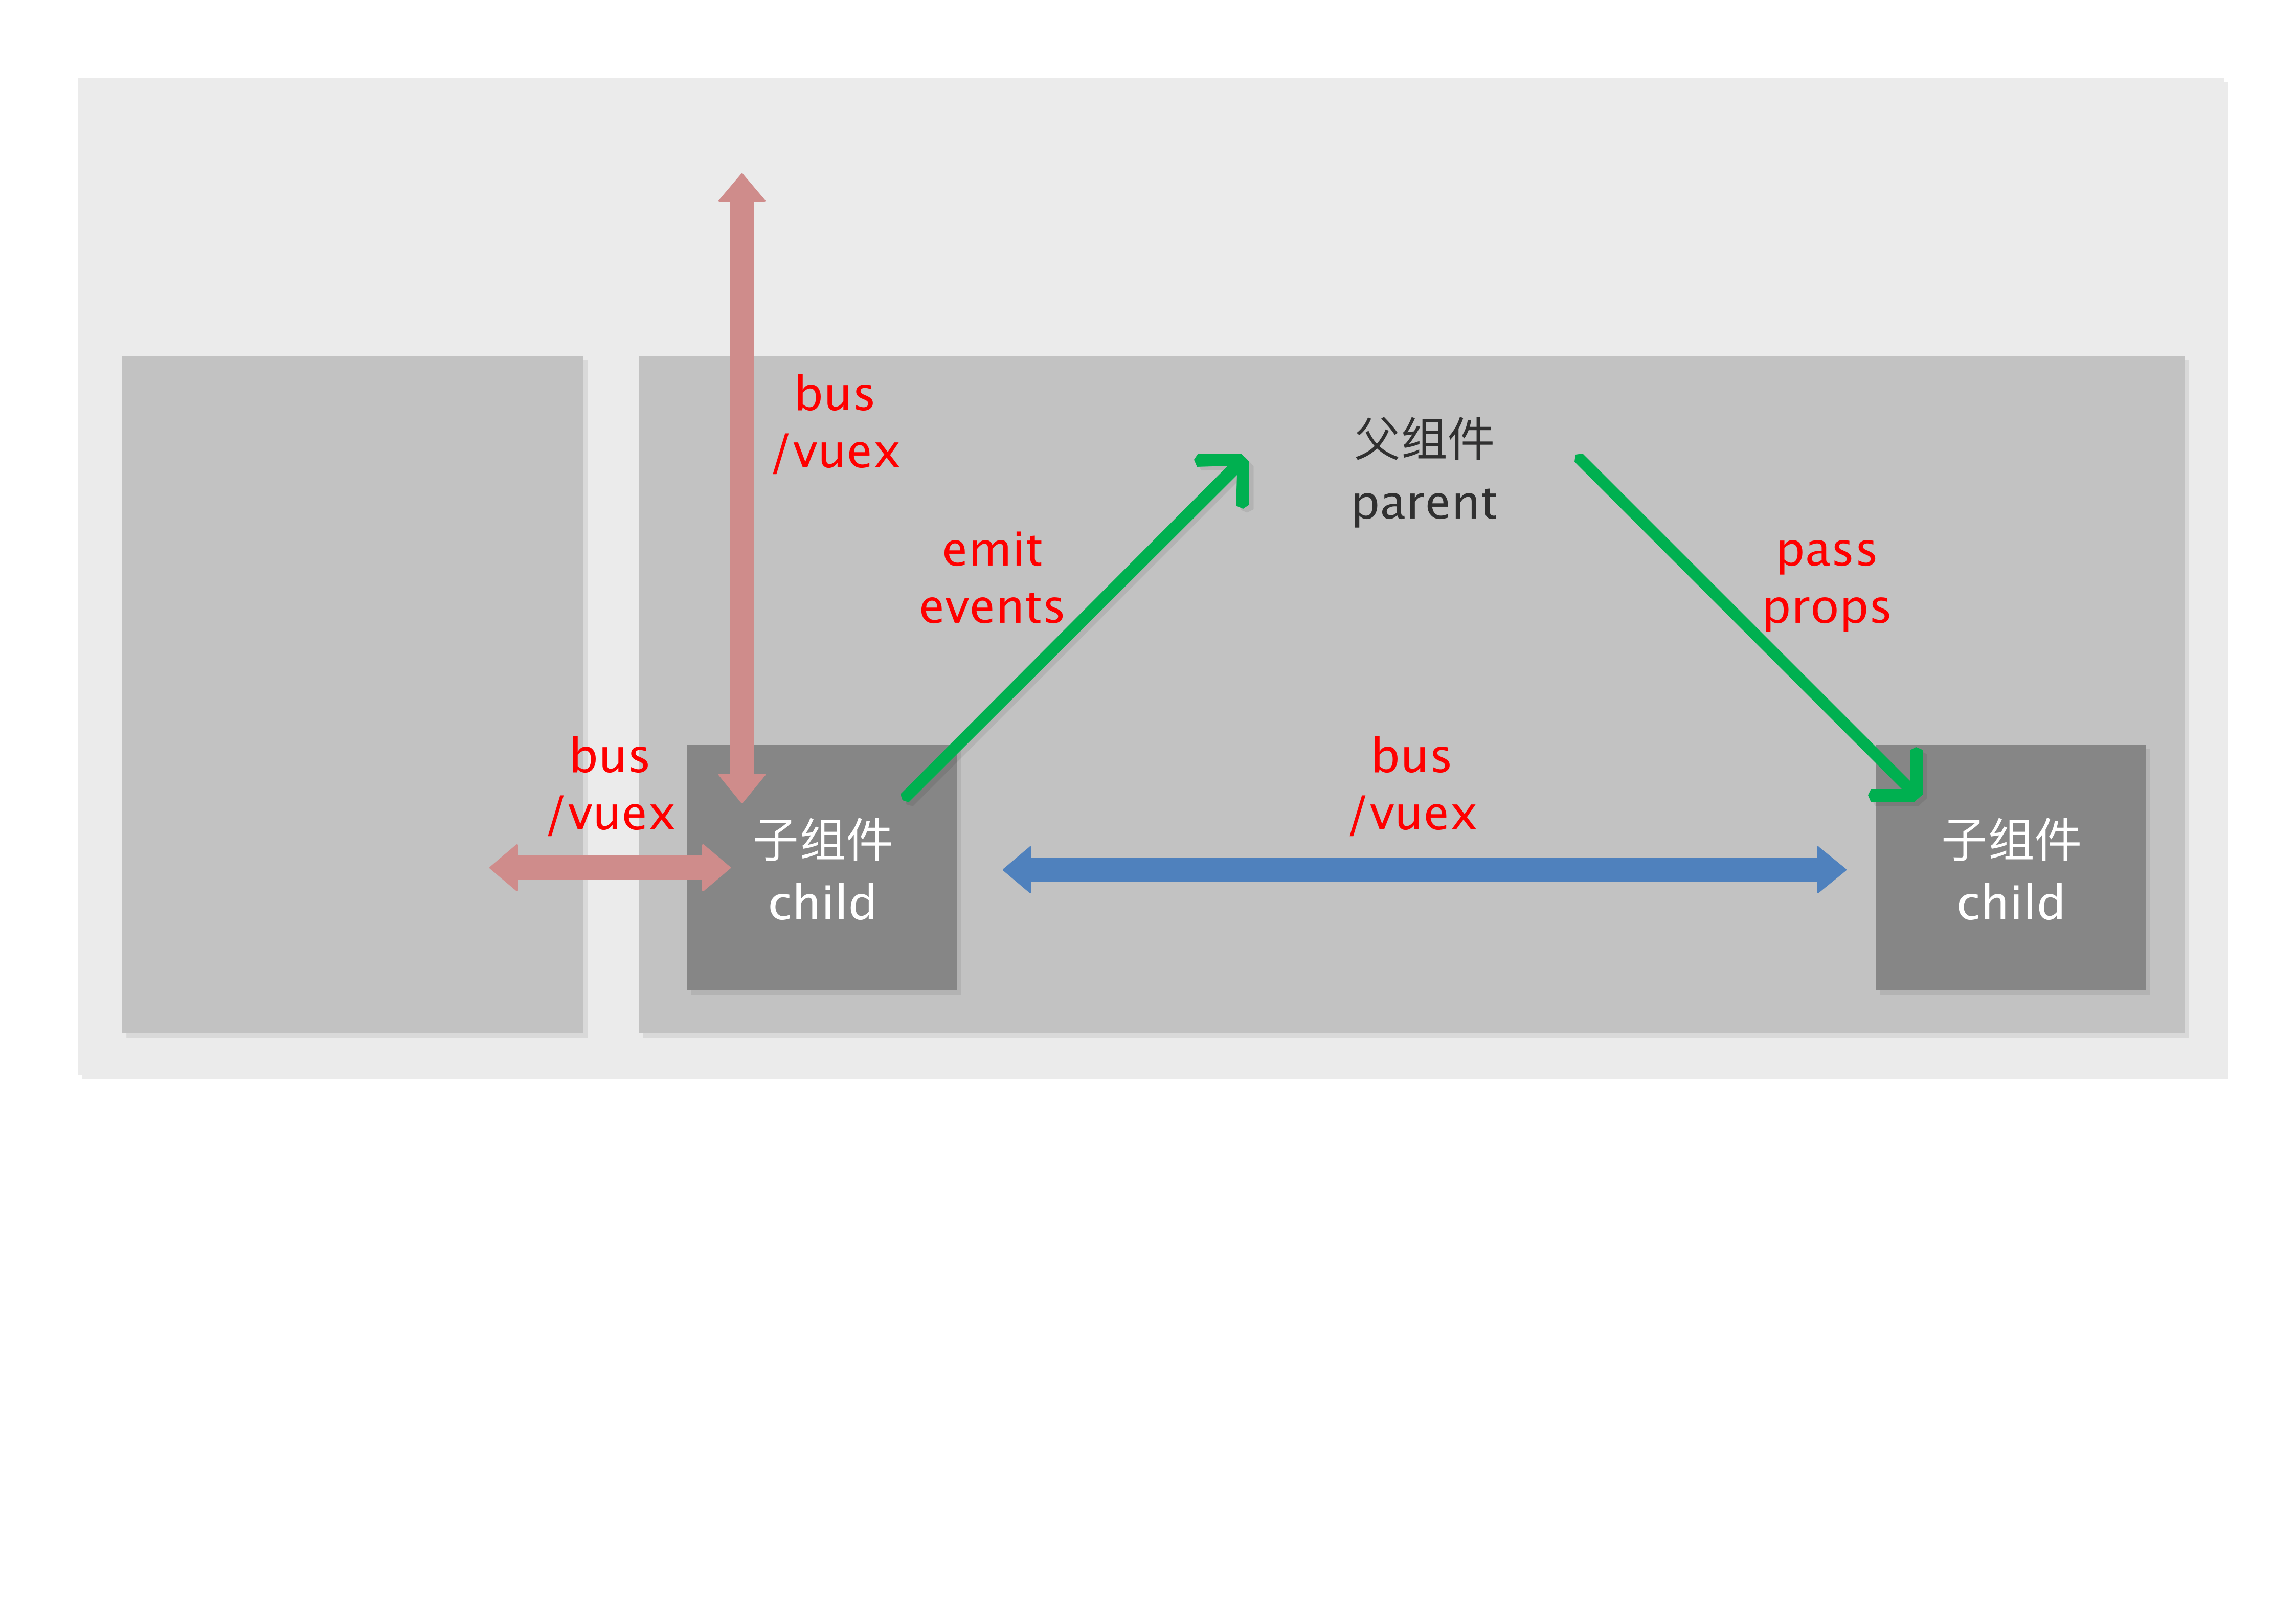 bus
/vuex
父组件
parent
emit
events
pass
props
bus
/vuex
bus
/vuex
子组件
child
子组件
child